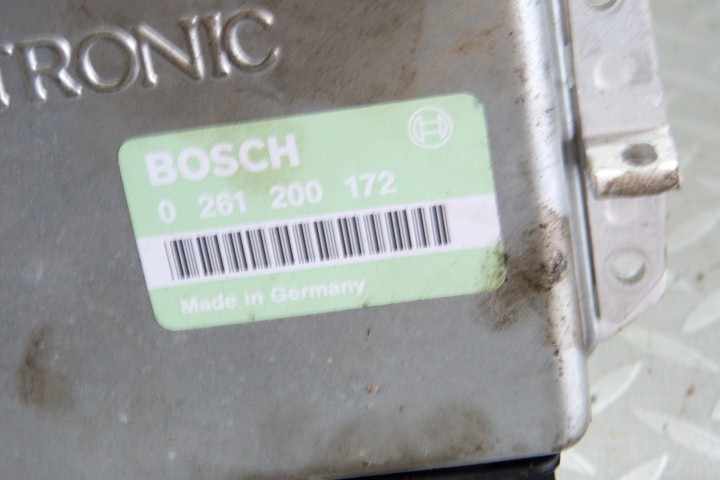 TRONIC
BOSCH
0 261 200 172
Made in Germany